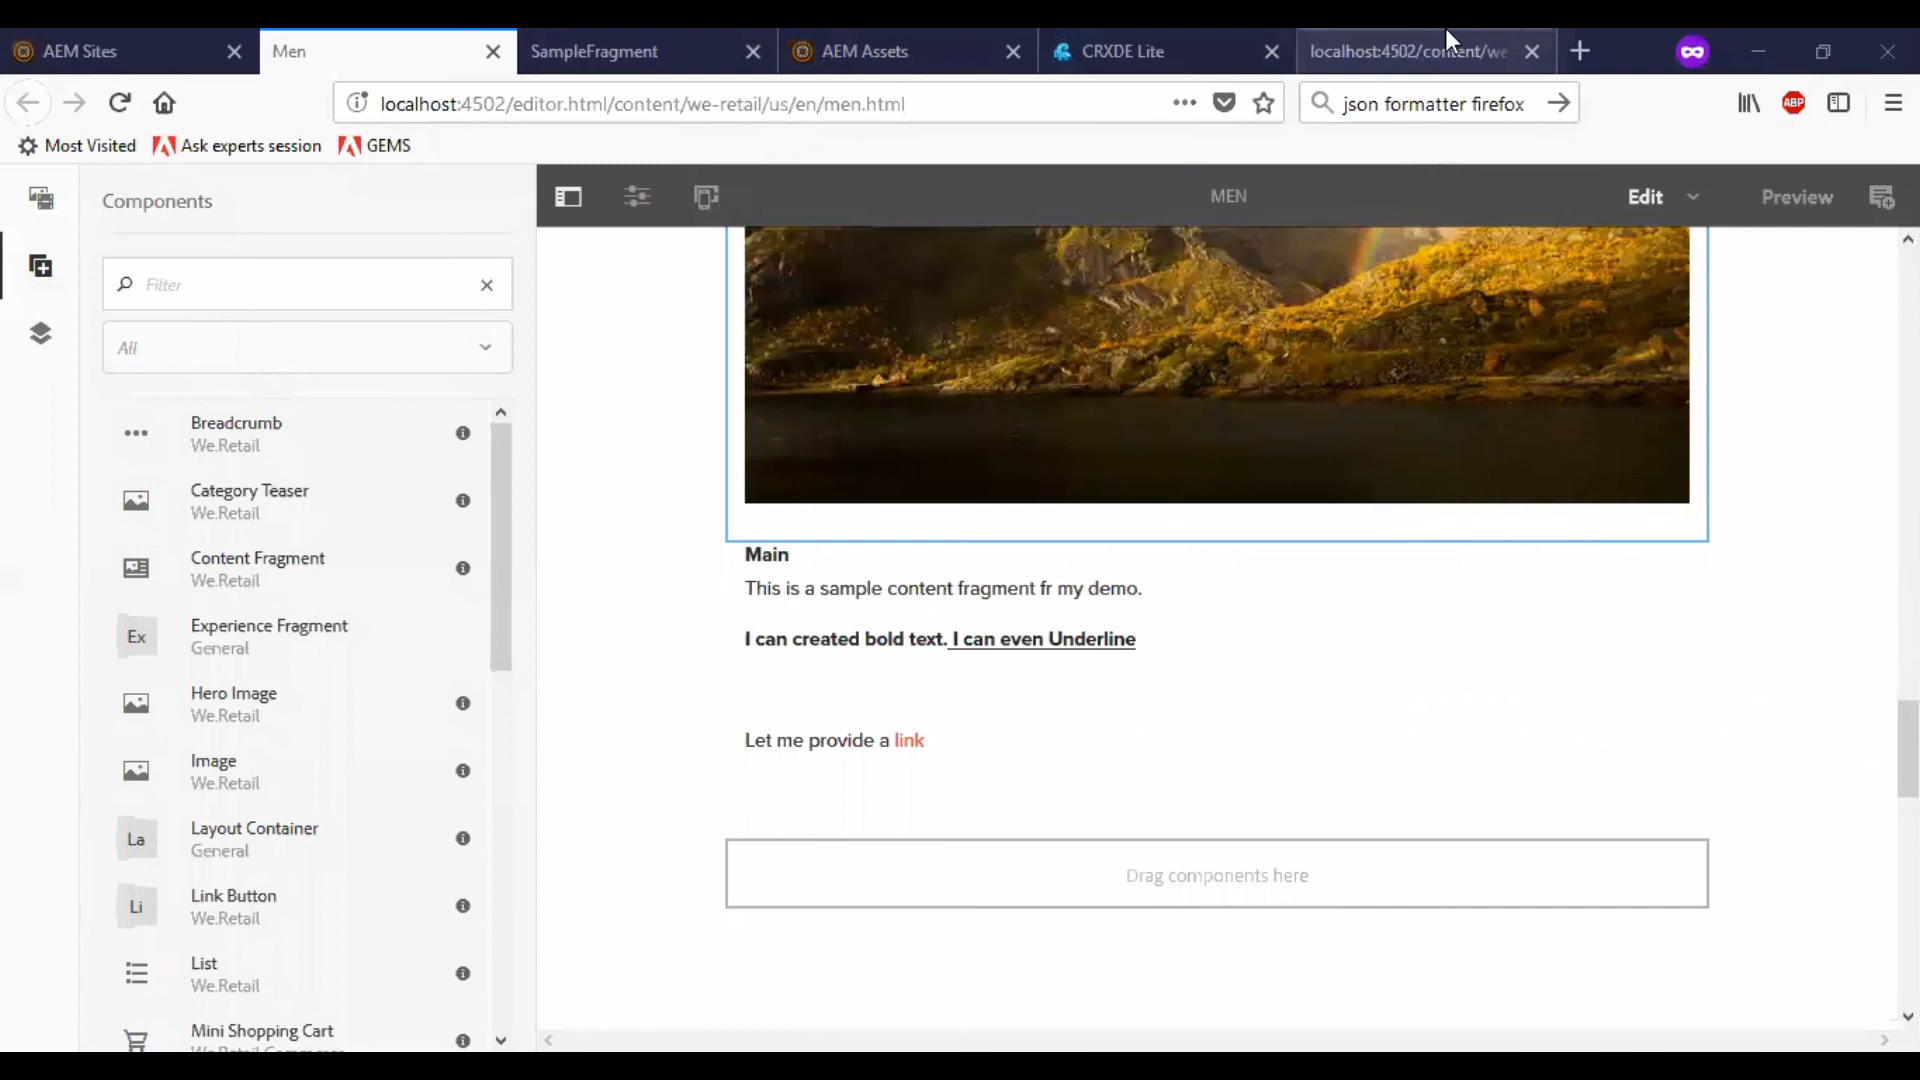 AEM Sites
Men
SampleFragment
AEM Assets
CRXDE Lite
localhost:4502/content/we
localhost:4502/editor.html/content/we-retail/us/en/men.html
json formatter firefox
ABP
Most Visited
Ask experts session
GEMS
Components
MEN
Edit
Preview
Filter
All
Breadcrumb
We.Retail
Category Teaser
We.Retail
Content Fragment
We.Retail
Ex
Experience Fragment
General
Hero Image
We.Retail
Image
We.Retail
La
Layout Container
General
Li
Link Button
We.Retail
List
We.Retail
Mini Shopping Cart
Main
This is a sample content fragment fr my demo.
I can created bold text. I can even Underline
Let me provide a link
Drag components here